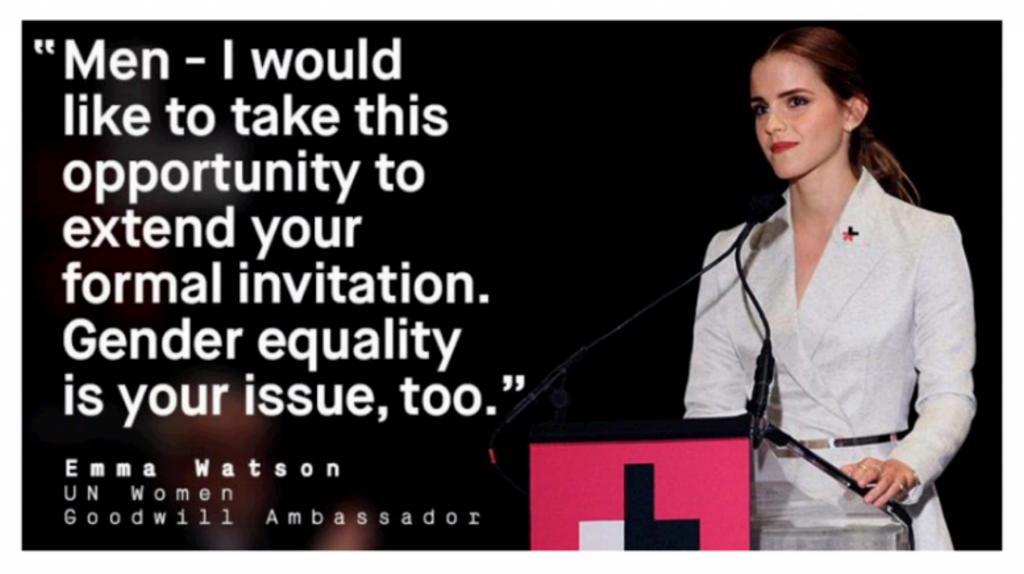 “Men - I would
like to take this
opportunity to
extend your
formal invitation.
Gender equality
is your issue, too.”
Emma Watson
UN Women
Goodwill Ambassador